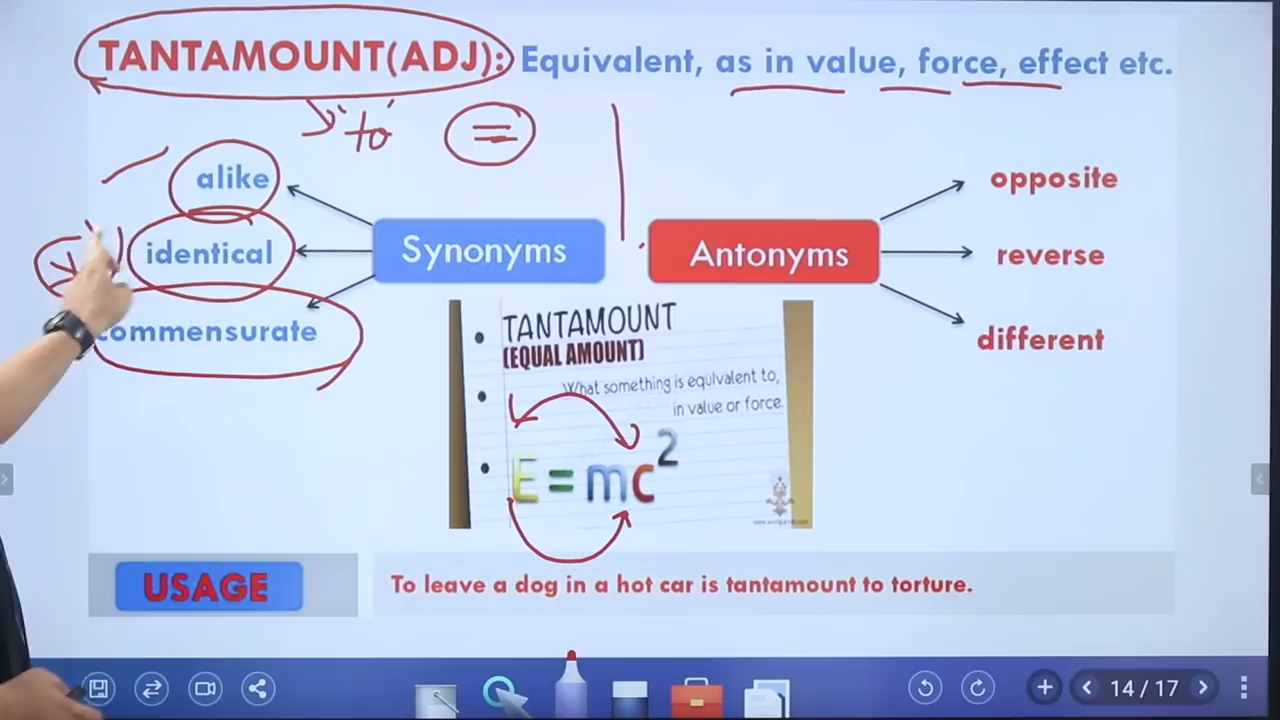 TANTAMOUNT(ADJ): Equivalent, as in value, force, effect etc.
'to' =
alike
identical
commensurate
Synonyms
Antonyms
opposite
reverse
different
TANTAMOUNT
(EQUAL AMOUNT)
What something is equivalent to,
in value or force
E = mc²
USAGE
To leave a dog in a hot car is tantamount to torture.
14 / 17